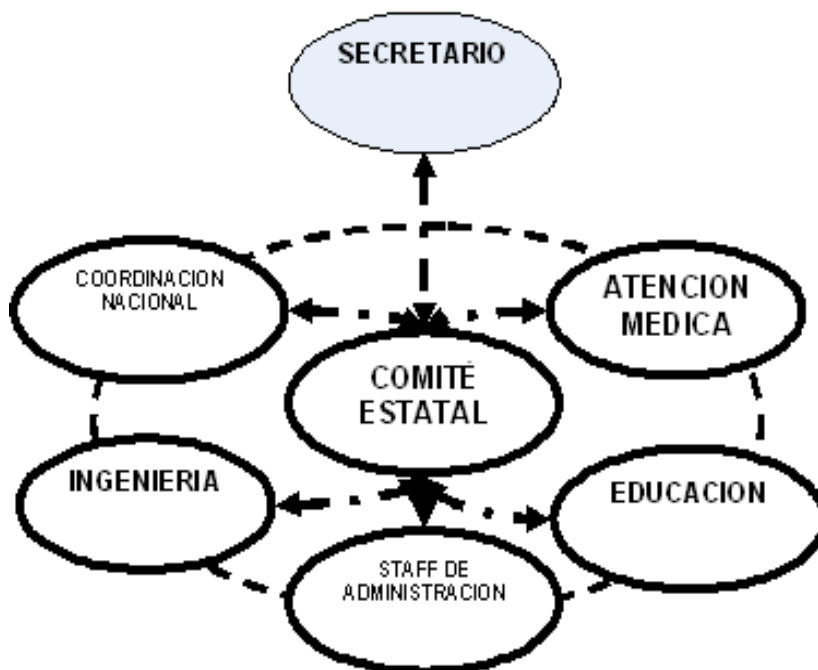 SECRETARIO
COORDINACION
NACIONAL
ATENCION
MEDICA
COMITÉ
ESTATAL
INGENIERIA
EDUCACION
STAFF DE
ADMINISTRACION